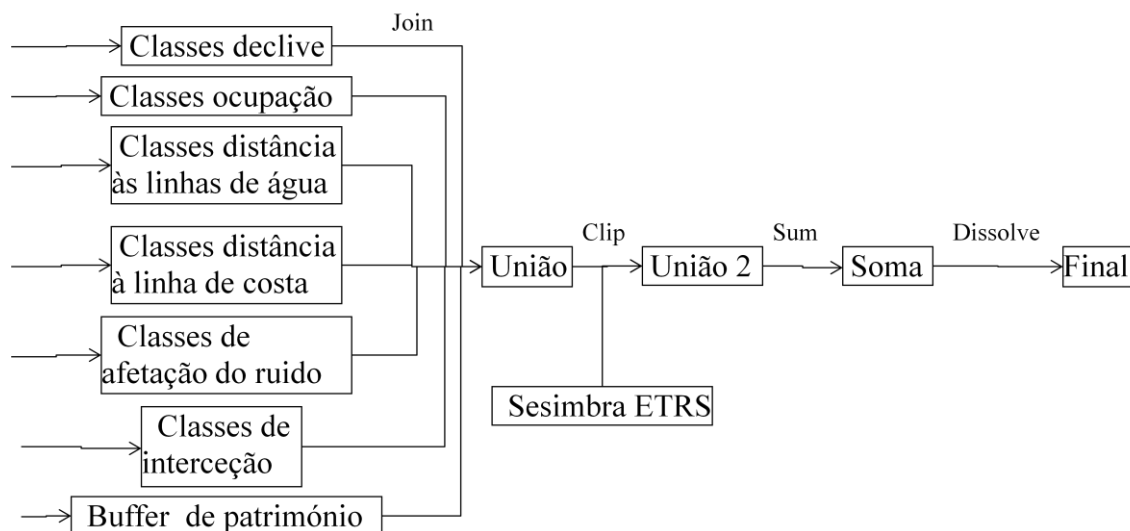 Join
Classes declive
Classes ocupação
Classes distância
às linhas de água
Classes distância
à linha de costa
Classes de
afetação do ruido
Classes de
interceção
Buffer de património
União
Clip
União 2
Sum
Soma
Dissolve
Final
Sesimbra ETRS